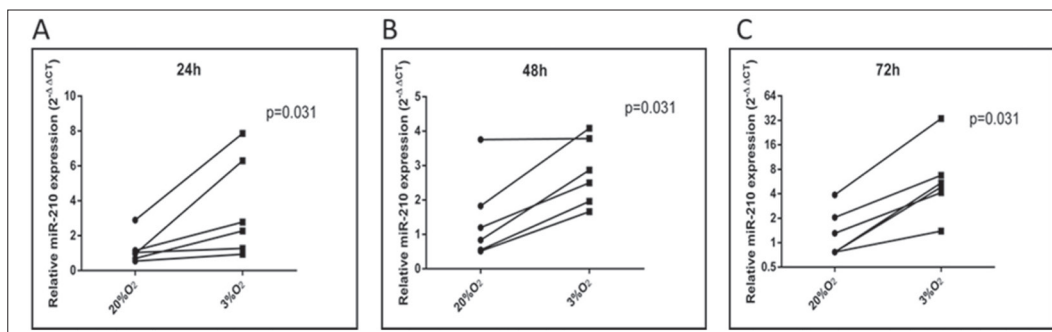 A
24h
Relative miR-210 expression (2-ΔΔCT)
10
8
6
4
2
0
p=0.031
20%O2
3%O2
B
48h
Relative miR-210 expression (2-ΔΔCT)
5
4
3
2
1
0
p=0.031
20%O2
3%O2
C
72h
Relative miR-210 expression (2-ΔΔCT)
64
32
16
8
4
2
1
0.5
p=0.031
20%O2
3%O2